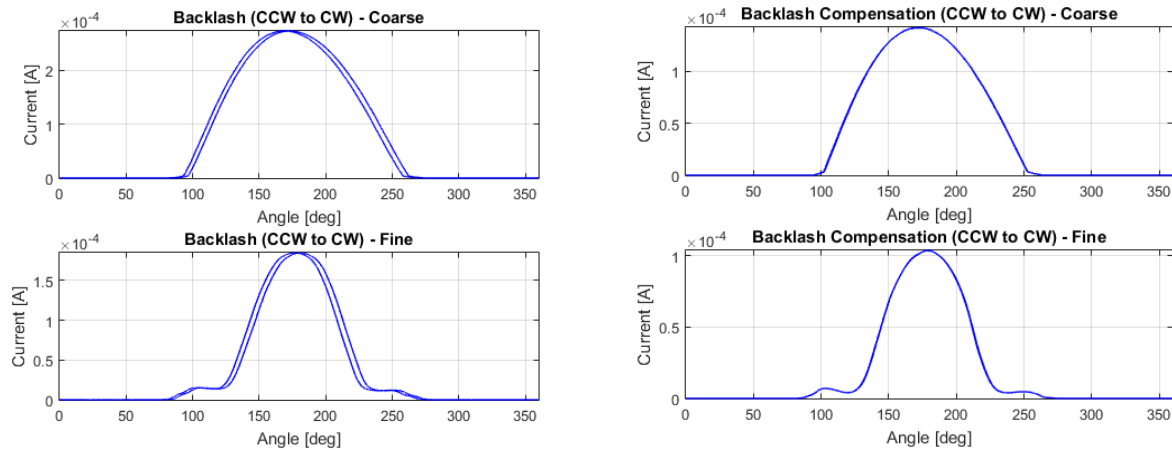 Backlash (CCW to CW) - Coarse
×10⁻⁴
2
1
0
Current [A]
0 50 100 150 200 250 300 350
Angle [deg]
Backlash (CCW to CW) - Fine
×10⁻⁴
1.5
1
0.5
0
Current [A]
0 50 100 150 200 250 300 350
Angle [deg]
Backlash Compensation (CCW to CW) - Coarse
×10⁻⁴
1
0.5
0
Current [A]
0 50 100 150 200 250 300 350
Angle [deg]
Backlash Compensation (CCW to CW) - Fine
×10⁻⁴
1
0.5
0
Current [A]
0 50 100 150 200 250 300 350
Angle [deg]